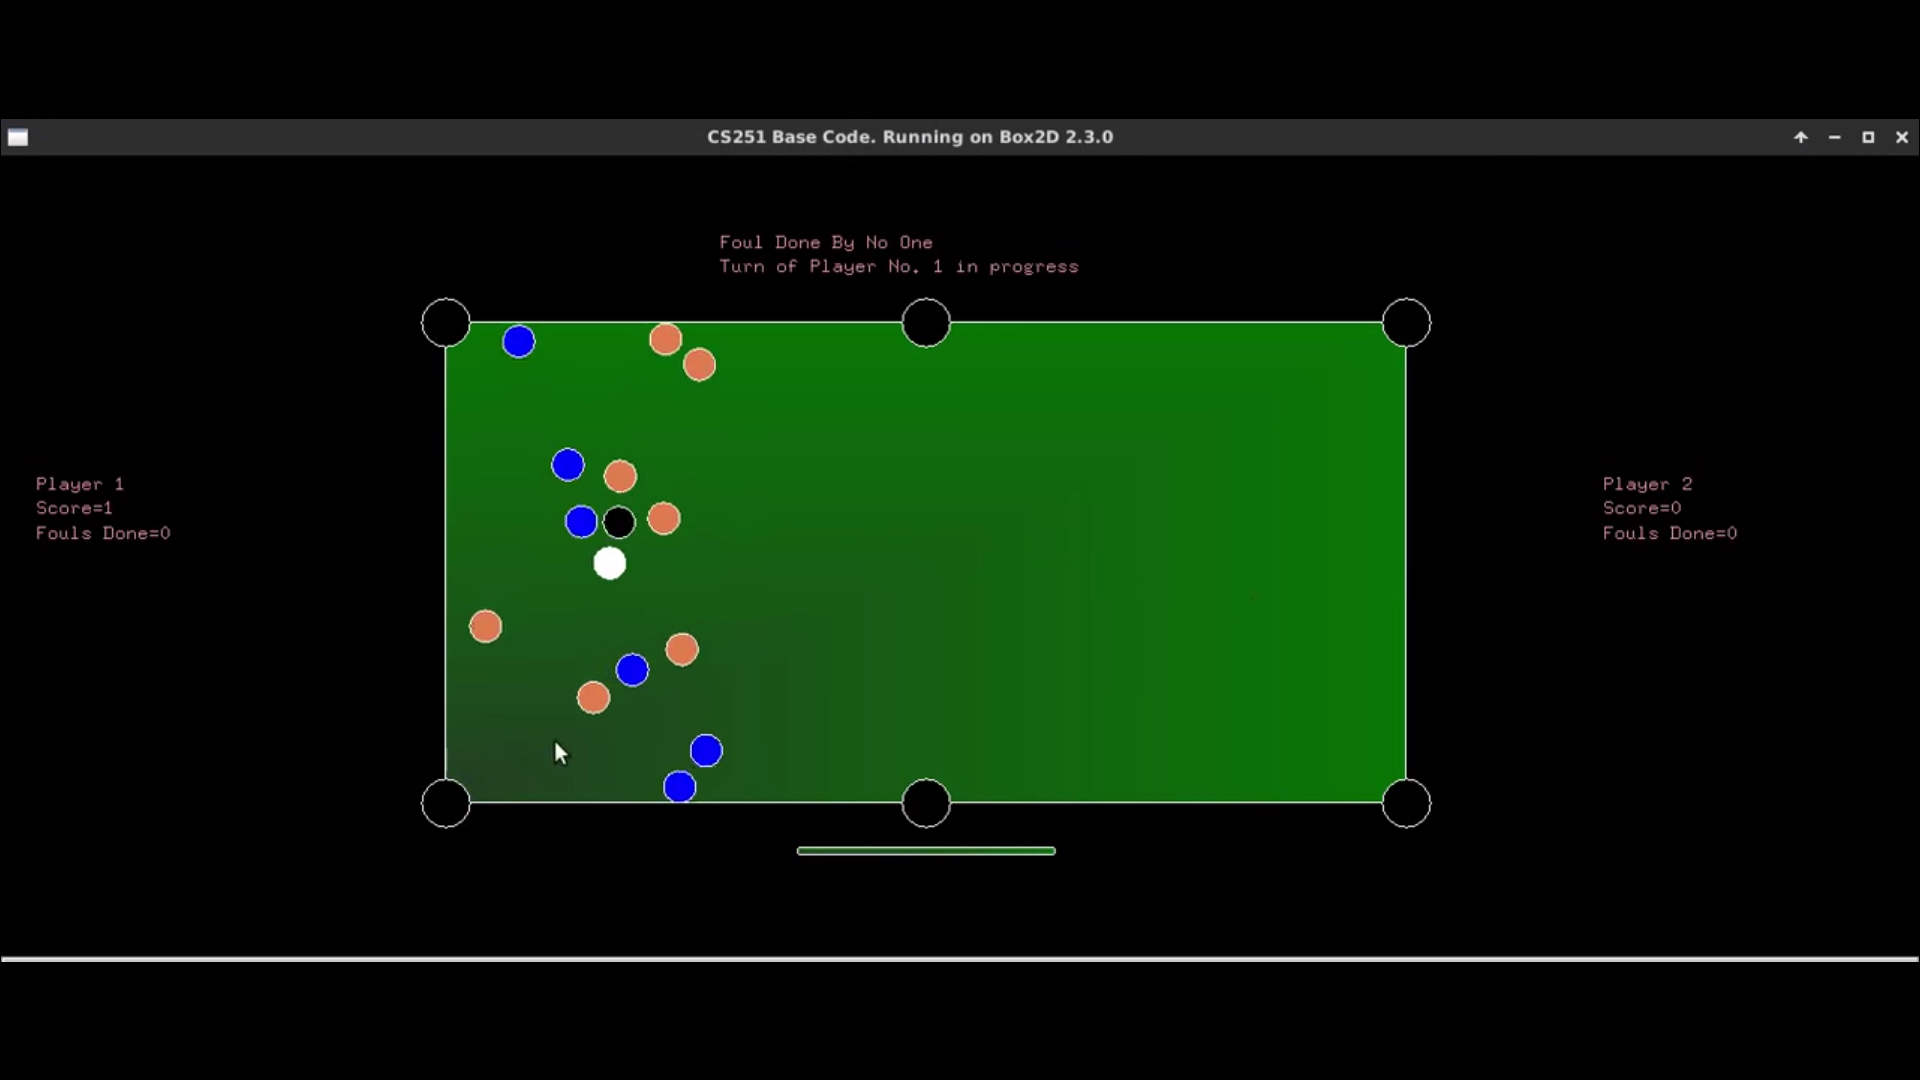 CS251 Base Code. Running on Box2D 2.3.0
Foul Done By No One
Turn of Player No. 1 in progress
Player 1
Score=1
Fouls Done=0
Player 2
Score=0
Fouls Done=0